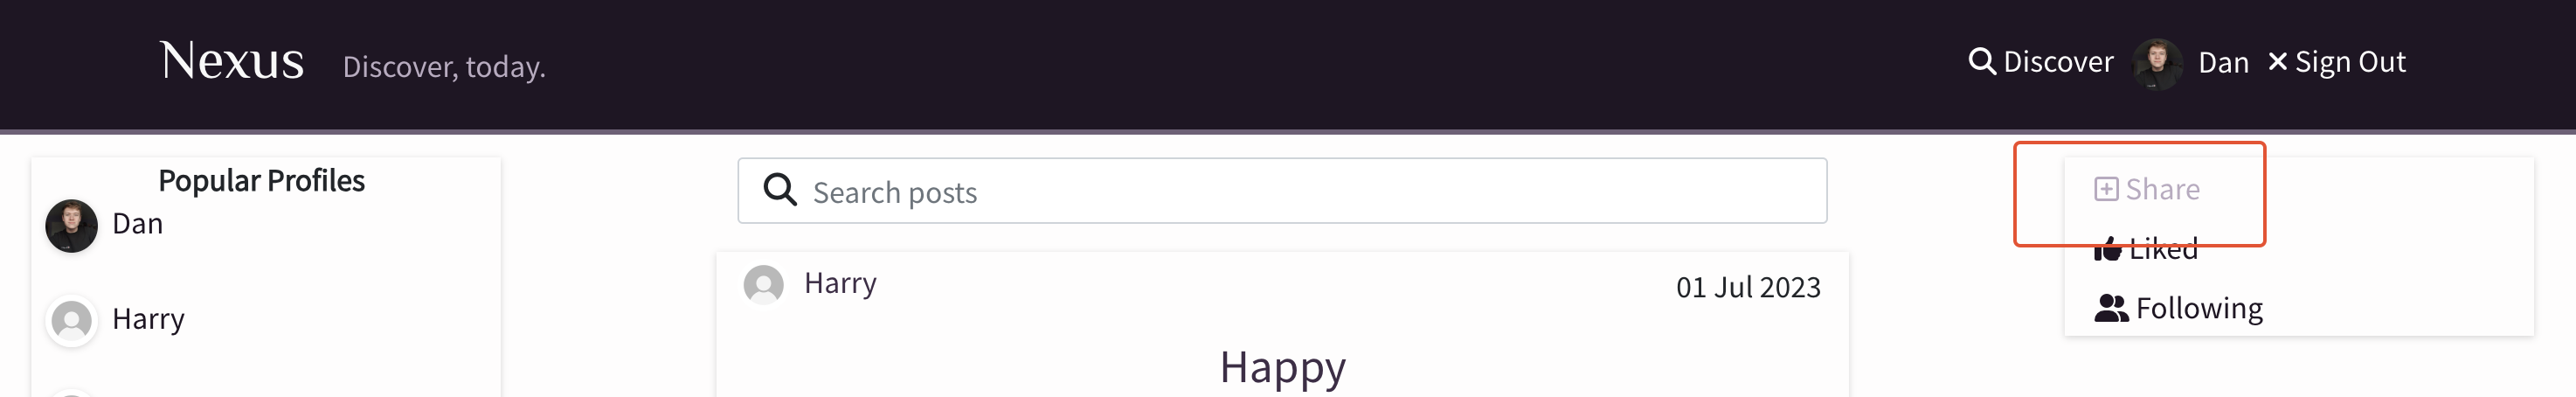 Nexus Discover, today. Discover Dan Sign Out
Popular Profiles
Dan
Harry
Search posts
Harry 01 Jul 2023
Happy
Share
Liked
Following